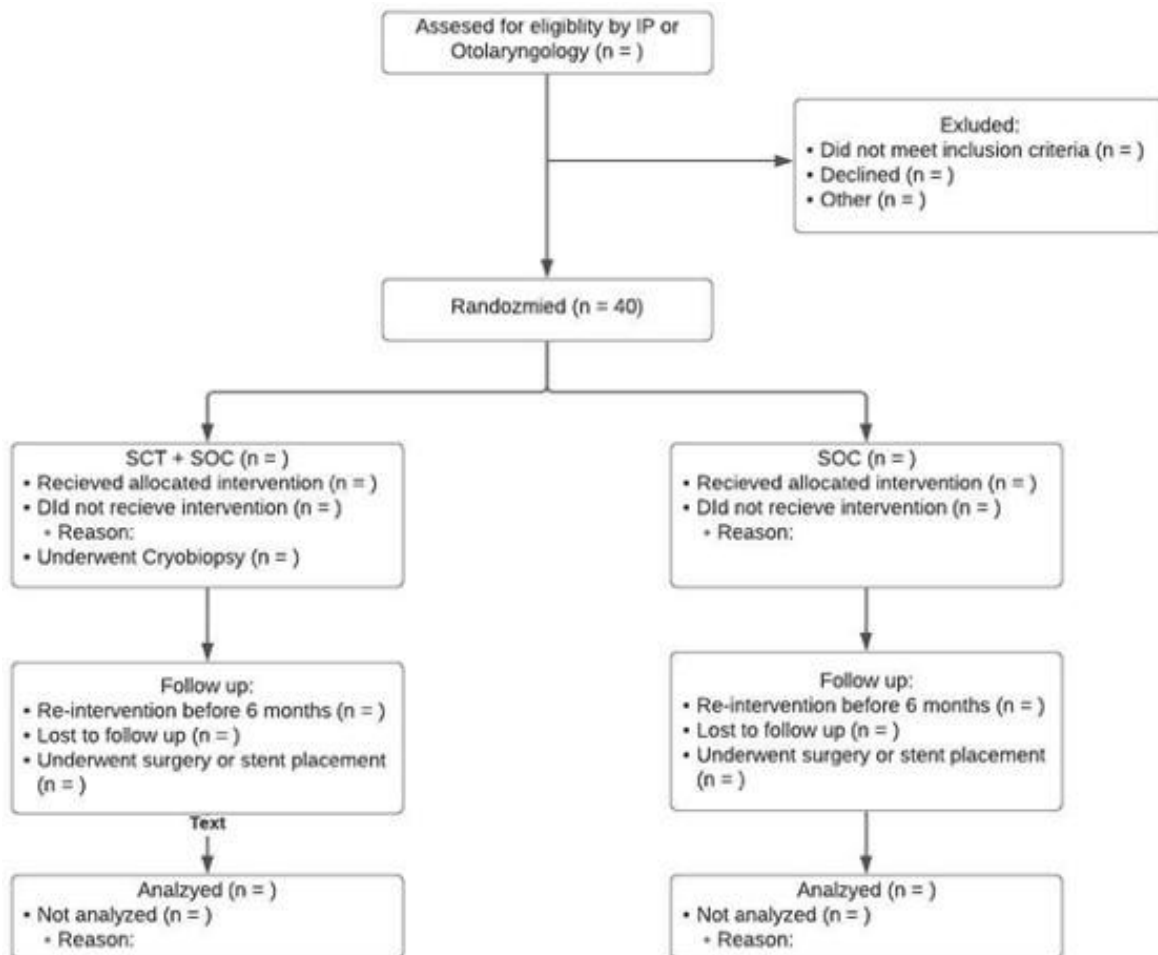 Assesed for eligiblity by IP or
Otolaryngology (n = )
Exluded:
• Did not meet inclusion criteria (n = )
• Declined (n = )
• Other (n = )
Randozmied (n = 40)
SCT + SOC (n = )
• Recieved allocated intervention (n = )
• DId not recieve intervention (n = )
• Reason:
• Underwent Cryobiopsy (n = )
SOC (n = )
• Recieved allocated intervention (n = )
• DId not recieve intervention (n = )
• Reason:
Follow up:
• Re-intervention before 6 months (n = )
• Lost to follow up (n = )
• Underwent surgery or stent placement
(n = )
Follow up:
• Re-intervention before 6 months (n = )
• Lost to follow up (n = )
• Underwent surgery or stent placement
(n = )
Text
Analzyed (n = )
• Not analyzed (n = )
• Reason:
Analzyed (n = )
• Not analyzed (n = )
• Reason: